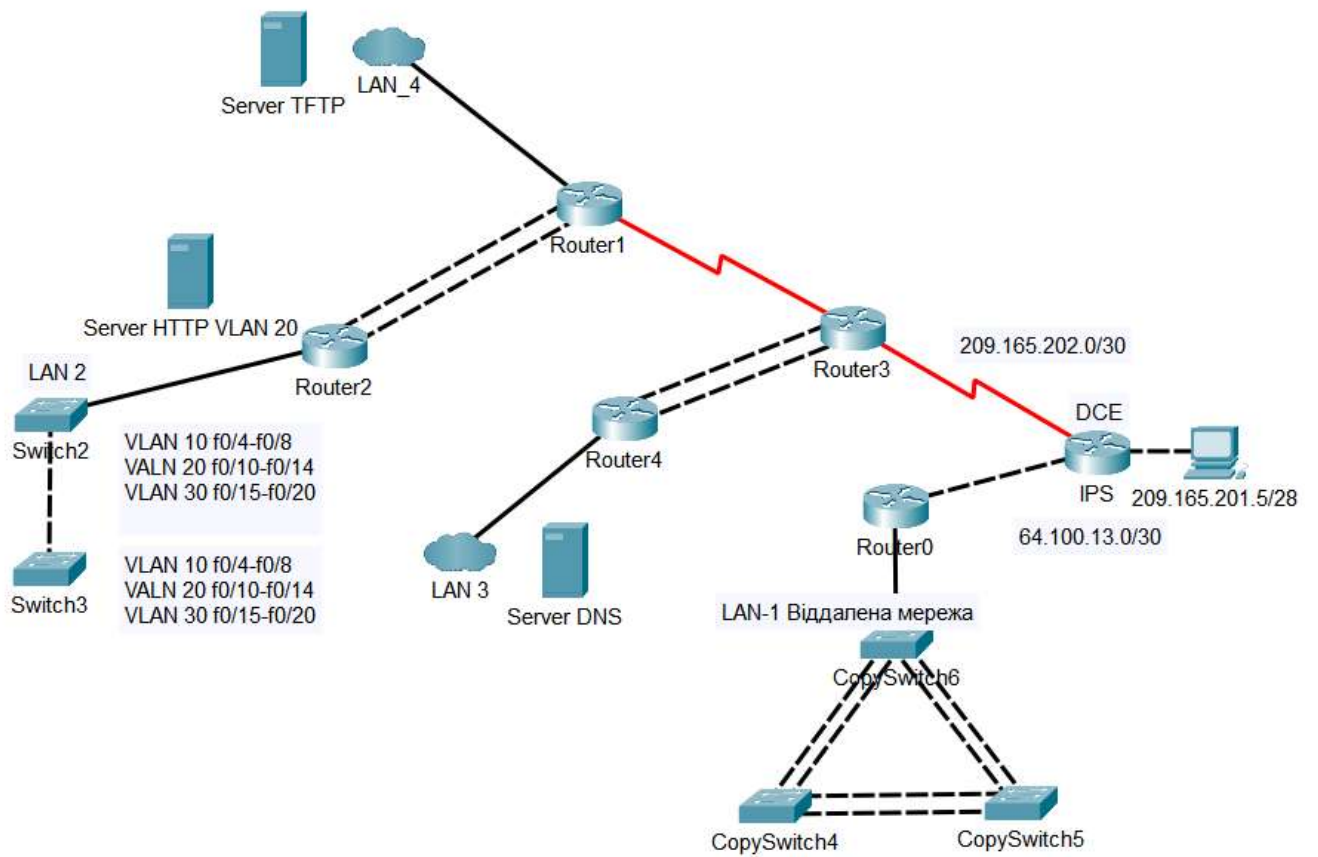 Server TFTP
LAN_4
Router1
Server HTTP VLAN 20
Router2
LAN 2
Switch2
VLAN 10 f0/4-f0/8
VALN 20 f0/10-f0/14
VLAN 30 f0/15-f0/20
Switch3
VLAN 10 f0/4-f0/8
VALN 20 f0/10-f0/14
VLAN 30 f0/15-f0/20
Router3
209.165.202.0/30
Router4
DCE
IPS
209.165.201.5/28
64.100.13.0/30
Router0
LAN 3
Server DNS
LAN-1 Віддалена мережа
CopySwitch6
CopySwitch4
CopySwitch5